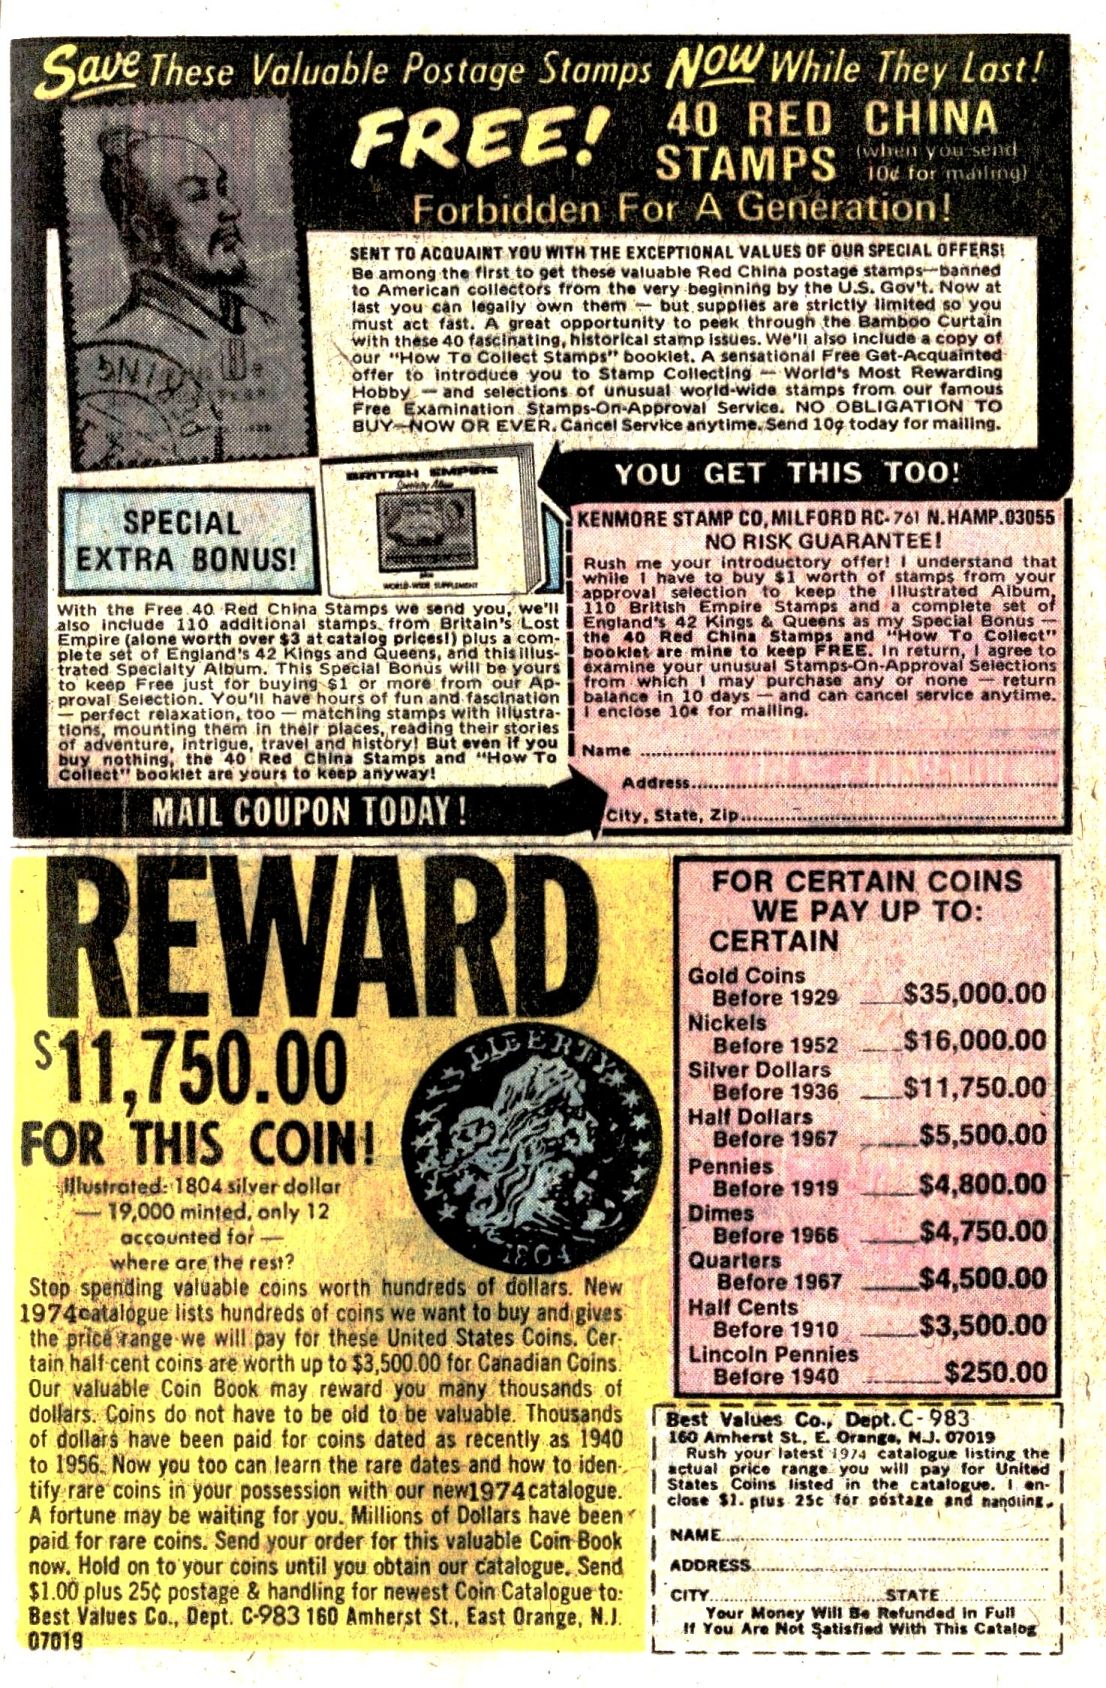 Save These Valuable Postage Stamps NOW While They Last!
FREE! 40 RED CHINA
STAMPS (when you send
10¢ for mailing)
Forbidden For A Generation!
SENT TO ACQUAINT YOU WITH THE EXCEPTIONAL VALUES OF OUR SPECIAL OFFERS!
Be among the first to get these valuable Red China postage stamps—banned
to American collectors from the very beginning by the U.S. Gov't. Now at
last you can legally own them — but supplies are strictly limited so you
must act fast. A great opportunity to peek through the Bamboo Curtain
with these 40 fascinating, historical stamp issues. We'll also include a copy of
our "How To Collect Stamps" booklet. A sensational Free Get-Acquainted
offer to introduce you to Stamp Collecting — World's Most Rewarding
Hobby — and selections of unusual world-wide stamps from our famous
Free Examination Stamps-On-Approval Service. NO OBLIGATION TO
BUY—NOW OR EVER. Cancel Service anytime. Send 10¢ today for mailing.
BRITISH EMPIRE
Specialty Album
plus
WORLD-WIDE SUPPLEMENT
SPECIAL
EXTRA BONUS!
With the Free 40 Red China Stamps we send you, we'll
also include 110 additional stamps from Britain's Lost
Empire (alone worth over $3 at catalog prices!) plus a com-
plete set of England's 42 Kings and Queens, and this illus-
trated Specialty Album. This Special Bonus will be yours
to keep Free just for buying $1 or more from our Ap-
proval Selection. You'll have hours of fun and fascination
— perfect relaxation, too — matching stamps with illustra-
tions, mounting them in their places, reading their stories
of adventure, intrigue, travel and history! But even if you
buy nothing, the 40 Red China Stamps and "How To
Collect" booklet are yours to keep anyway!
MAIL COUPON TODAY!
YOU GET THIS TOO!
KENMORE STAMP CO, MILFORD RC-761 N.HAMP.03055
NO RISK GUARANTEE!
Rush me your introductory offer! I understand that
while I have to buy $1 worth of stamps from your
approval selection to keep the Illustrated Album,
110 British Empire Stamps and a complete set of
England's 42 Kings & Queens as my Special Bonus —
the 40 Red China Stamps and "How To Collect"
booklet are mine to keep FREE. In return, I agree to
examine your unusual Stamps-On-Approval Selections
from which I may purchase any or none — return
balance in 10 days — and can cancel service anytime.
I enclose 10¢ for mailing.
Name
Address
City, State, Zip
REWARD
$11,750.00
FOR THIS COIN!
LIBERTY
1804
Illustrated: 1804 silver dollar
— 19,000 minted, only 12
accounted for —
where are the rest?
Stop spending valuable coins worth hundreds of dollars. New
1974 catalogue lists hundreds of coins we want to buy and gives
the price range we will pay for these United States Coins. Cer-
tain half cent coins are worth up to $3,500.00 for Canadian Coins.
Our valuable Coin Book may reward you many thousands of
dollars. Coins do not have to be old to be valuable. Thousands
of dollars have been paid for coins dated as recently as 1940
to 1956. Now you too can learn the rare dates and how to iden-
tify rare coins in your possession with our new 1974 catalogue.
A fortune may be waiting for you. Millions of Dollars have been
paid for rare coins. Send your order for this valuable Coin Book
now. Hold on to your coins until you obtain our catalogue. Send
$1.00 plus 25¢ postage & handling for newest Coin Catalogue to:
Best Values Co., Dept. C-983 160 Amherst St., East Orange, N.J.
07019
FOR CERTAIN COINS
WE PAY UP TO:
CERTAIN
Gold Coins
Before 1929 $35,000.00
Nickels
Before 1952 $16,000.00
Silver Dollars
Before 1936 $11,750.00
Half Dollars
Before 1967 $5,500.00
Pennies
Before 1919 $4,800.00
Dimes
Before 1966 $4,750.00
Quarters
Before 1967 $4,500.00
Half Cents
Before 1910 $3,500.00
Lincoln Pennies
Before 1940 $250.00
Best Values Co., Dept. C-983
160 Amherst St., E. Orange, N.J. 07019
Rush your latest 1974 catalogue listing the
actual price range you will pay for United
States Coins listed in the catalogue. I en-
close $1. plus 25c for postage and handling.
NAME
ADDRESS
CITY STATE
Your Money Will Be Refunded in Full
If You Are Not Satisfied With This Catalog